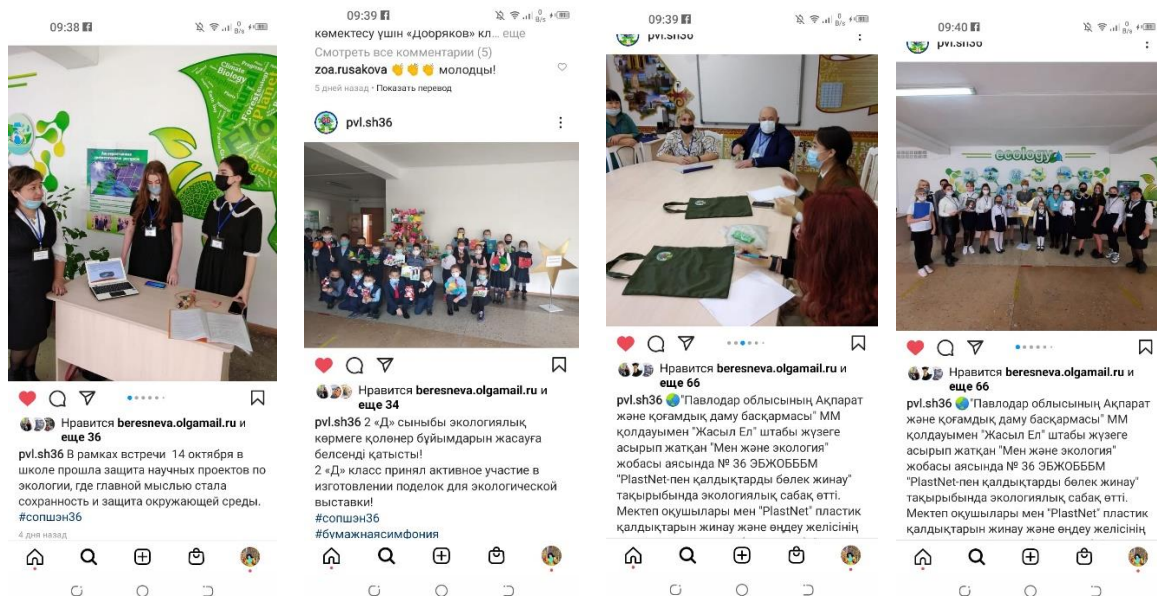 09:38
0
B/s
Climate
Biology
Natural
Planet
Нравится beresneva.olgamail.ru и
еще 36
pvl.sh36 В рамках встречи 14 октября в
школе прошла защита научных проектов по
экологии, где главной мыслью стала
сохранность и защита окружающей среды.
#сопшэн36
4 дня назад
09:39
0
B/s
көмектесу үшін «Добряков» кл... еще
Смотреть все комментарии (5)
zoa.rusakova 👏👏👏 молодцы!
5 дней назад • Показать перевод
pvl.sh36
Нравится beresneva.olgamail.ru и
еще 34
pvl.sh36 2 «Д» сыныбы экологиялық
көрмеге қолөнер бұйымдарын жасауға
белсенді қатысты!
2 «Д» класс принял активное участие в
изготовлении поделок для экологической
выставки!
#сопшэн36
#бумажнаясимфония
09:39
0
B/s
pvl.sh36
Нравится beresneva.olgamail.ru и
еще 66
pvl.sh36 🌏"Павлодар облысының Ақпарат
және қоғамдық даму басқармасы" ММ
қолдауымен "Жасыл Ел" штабы жүзеге
асырып жатқан "Мен және экология"
жобасы аясында № 36 ЭБЖОБББМ
"PlastNet-пен қалдықтарды бөлек жинау"
тақырыбында экологиялық сабақ өтті.
Мектеп оқушылары мен "PlastNet" пластик
қалдықтарын жинау және өңдеу желісінің
09:40
0
B/s
pvl.sh36
ecology
Нравится beresneva.olgamail.ru и
еще 66
pvl.sh36 🌏"Павлодар облысының Ақпарат
және қоғамдық даму басқармасы" ММ
қолдауымен "Жасыл Ел" штабы жүзеге
асырып жатқан "Мен және экология"
жобасы аясында № 36 ЭБЖОБББМ
"PlastNet-пен қалдықтарды бөлек жинау"
тақырыбында экологиялық сабақ өтті.
Мектеп оқушылары мен "PlastNet" пластик
қалдықтарын жинау және өңдеу желісінің